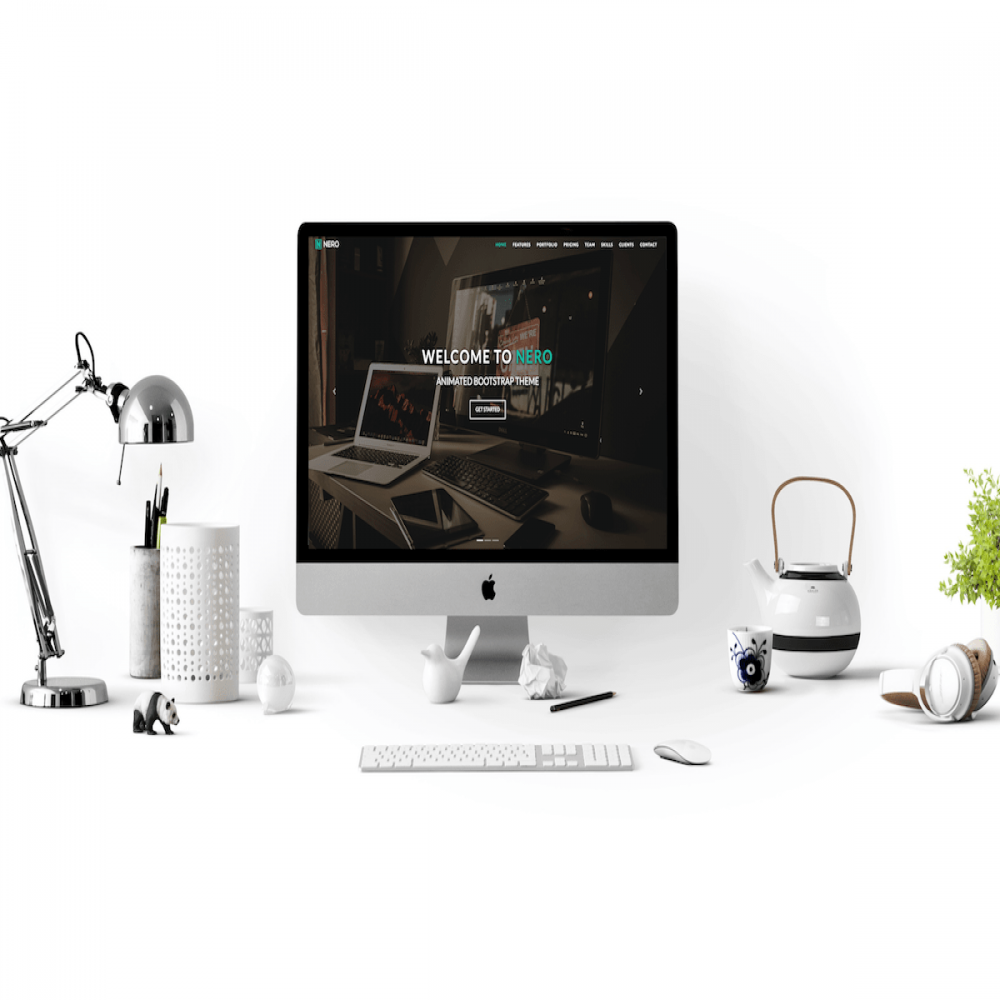 NERO
HOME FEATURES PORTFOLIO PRICING TEAM SKILLS CLIENTS CONTACT
WELCOME TO NERO
ANIMATED BOOTSTRAP THEME
GET STARTED